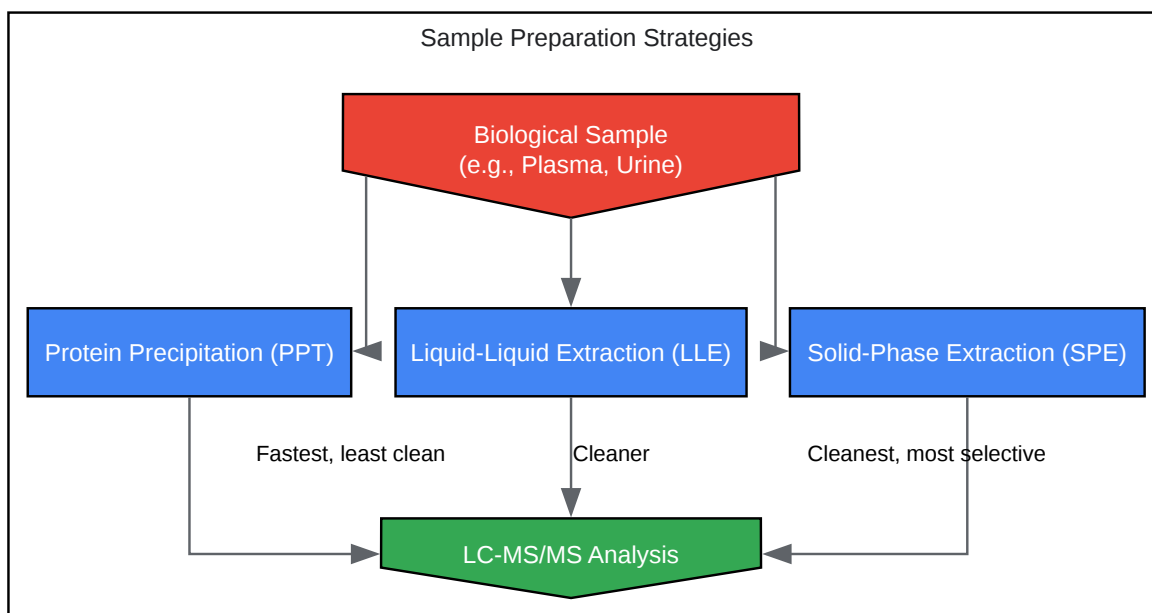 Sample Preparation Strategies
Biological Sample
(e.g., Plasma, Urine)
Protein Precipitation (PPT)
Liquid-Liquid Extraction (LLE)
Solid-Phase Extraction (SPE)
Fastest, least clean
Cleaner
Cleanest, most selective
LC-MS/MS Analysis